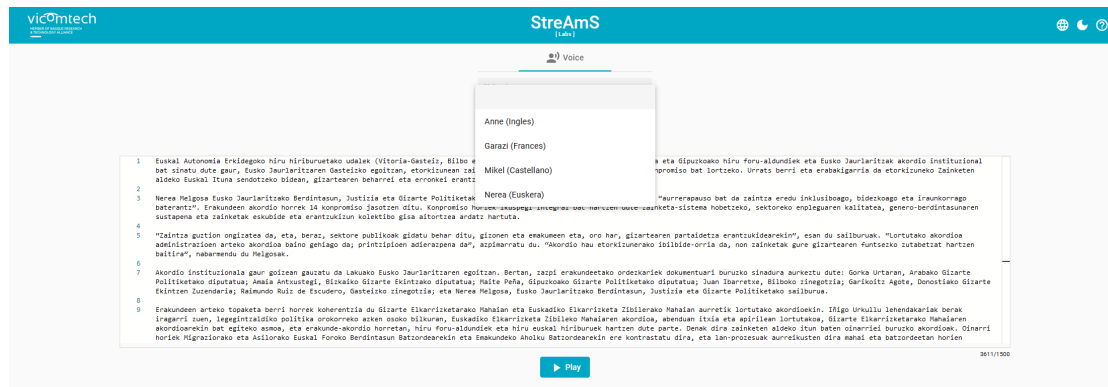 vicomtech
MEMBER OF BASQUE RESEARCH
& TECHNOLOGY ALLIANCE
StreAmS
[Labs]
Voice
Anne (Ingles)
Garazi (Frances)
Mikel (Castellano)
Nerea (Euskera)
1 Euskal Autonomia Erkidegoko hiru hiriburuetako udalek (Vitoria-Gasteiz, Bilbo e a eta Gipuzkoako hiru foru-aldundiek eta Eusko Jaurlaritzak akordio instituzional
bat sinatu dute gaur, Eusko Jaurlaritzaren Gasteizko egoitzan, etorkizunean zai npromiso bat lortzeko. Urrats berri eta erabakigarria da etorkizuneko Zainketen
aldeko Euskal Ituna sendotzeko bidean, gizartearen beharrei eta erronkei erantz
2
3 Nerea Melgosa Eusko Jaurlaritzako Berdintasun, Justizia eta Gizarte Politiketak "aurrerapauso bat da zaintza eredu inklusiboago, bidezkoago eta iraunkorrago
baterantz". Erakundeen akordio horrek 14 konpromiso jasotzen ditu. Konpromiso horiek ikuspegi integral bat hartzen dute zainketa-sistema hobetzeko, sektoreko enpleguaren kalitatea, genero-berdintasunaren
sustapena eta zainketak eskubide eta erantzukizun kolektibo gisa aitortzea ardatz hartuta.
4
5 "Zaintza guztion ongizatea da, eta, beraz, sektore publikoak gidatu behar ditu, gizonen eta emakumeen eta, oro har, gizartearen partaidetza erantzukidearekin", esan du sailburuak. "Lortutako akordioa
administrazioen arteko akordioa baino gehiago da; printzipioen adierazpena da", azpimarratu du. "Akordio hau etorkizunerako ibilbide-orria da, non zainketak gure gizartearen funtsezko zutabetzat hartzen
baitira", nabarmendu du Melgosak.
6
7 Akordio instituzionala gaur goizean gauzatu da Lakuako Eusko Jaurlaritzaren egoitzan. Bertan, zazpi erakundeetako ordezkariek dokumentuari buruzko sinadura aurkeztu dute: Gorka Urtaran, Arabako Gizarte
Politiketako diputatua; Amaia Antxustegi, Bizkaiko Gizarte Ekintzako diputatua; Maite Peña, Gipuzkoako Gizarte Politiketako diputatua; Juan Ibarretxe, Bilboko zinegotzia; Garikoitz Agote, Donostiako Gizarte
Ekintzen Zuzendaria; Raimundo Ruiz de Escudero, Gasteizko zinegotzia; eta Nerea Melgosa, Eusko Jaurlaritzako Berdintasun, Justizia eta Gizarte Politiketako sailburua.
8
9 Erakundeen arteko topaketa berri horrek koherentzia du Gizarte Elkarrizketarako Mahaian eta Euskadiko Elkarrizketa Zibilerako Mahaian aurretik lortutako akordioekin. Iñigo Urkullu lehendakariak berak
iragarri zuen, legegintzaldiko politika orokorreko azken osoko bilkuran, Euskadiko Elkarrizketa Zibileko Mahaiaren akordioa, abenduan itxia eta apirilean lortutakoa, Gizarte Elkarrizketarako Mahaiaren
akordioarekin bat egiteko asmoa, eta erakunde-akordio horretan, hiru foru-aldundiek eta hiru euskal hiriburuek hartzen dute parte. Denak dira zainketen aldeko itun baten oinarriei buruzko akordioak. Oinarri
horiek Migraziorako eta Asilorako Euskal Foroko Berdintasun Batzordearekin eta Emakundeko Aholku Batzordearekin ere kontrastatu dira, eta lan-prozesuak aurreikusten dira mahai eta batzordeetan horien
3611/1500
Play